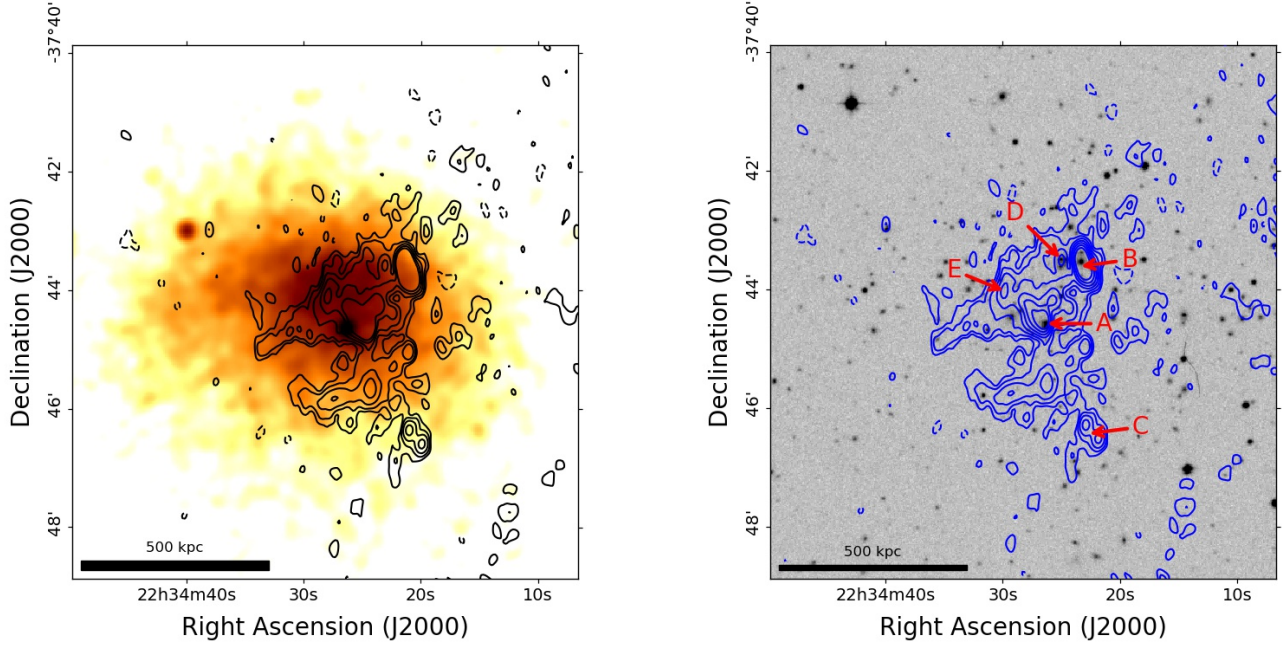 -37°40'
42'
44'
46'
48'
Declination (J2000)
500 kpc
22h34m40s
30s
20s
10s
Right Ascension (J2000)
-37°40'
42'
44'
46'
48'
Declination (J2000)
D
B
E
A
C
500 kpc
22h34m40s
30s
20s
10s
Right Ascension (J2000)